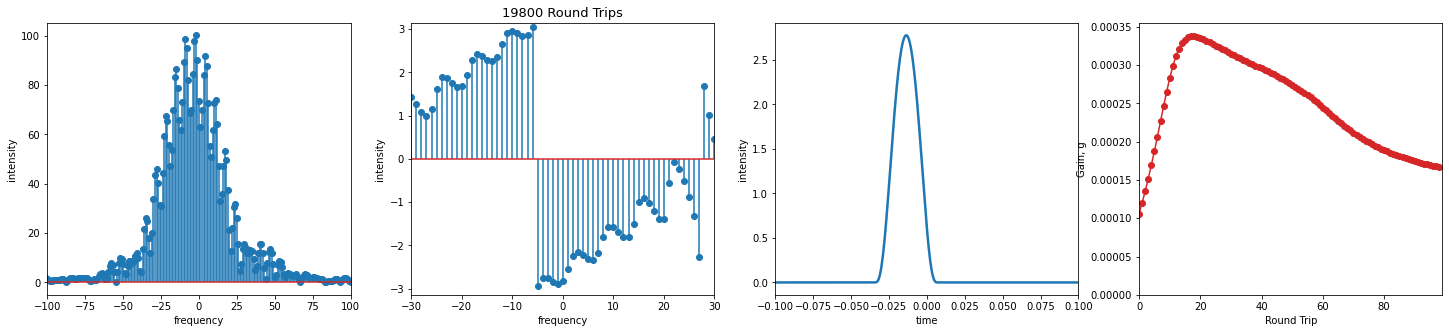 19800 Round Trips
intensity
100
80
60
40
20
0
−100 −75 −50 −25 0 25 50 75 100
frequency
intensity
3
2
1
0
−1
−2
−3
−30 −20 −10 0 10 20 30
frequency
intensity
2.5
2.0
1.5
1.0
0.5
0.0
−0.100 −0.075 −0.050 −0.025 0.000 0.025 0.050 0.075 0.100
time
Gain, g
0.00035
0.00030
0.00025
0.00020
0.00015
0.00010
0.00005
0.00000
0 20 40 60 80
Round Trip